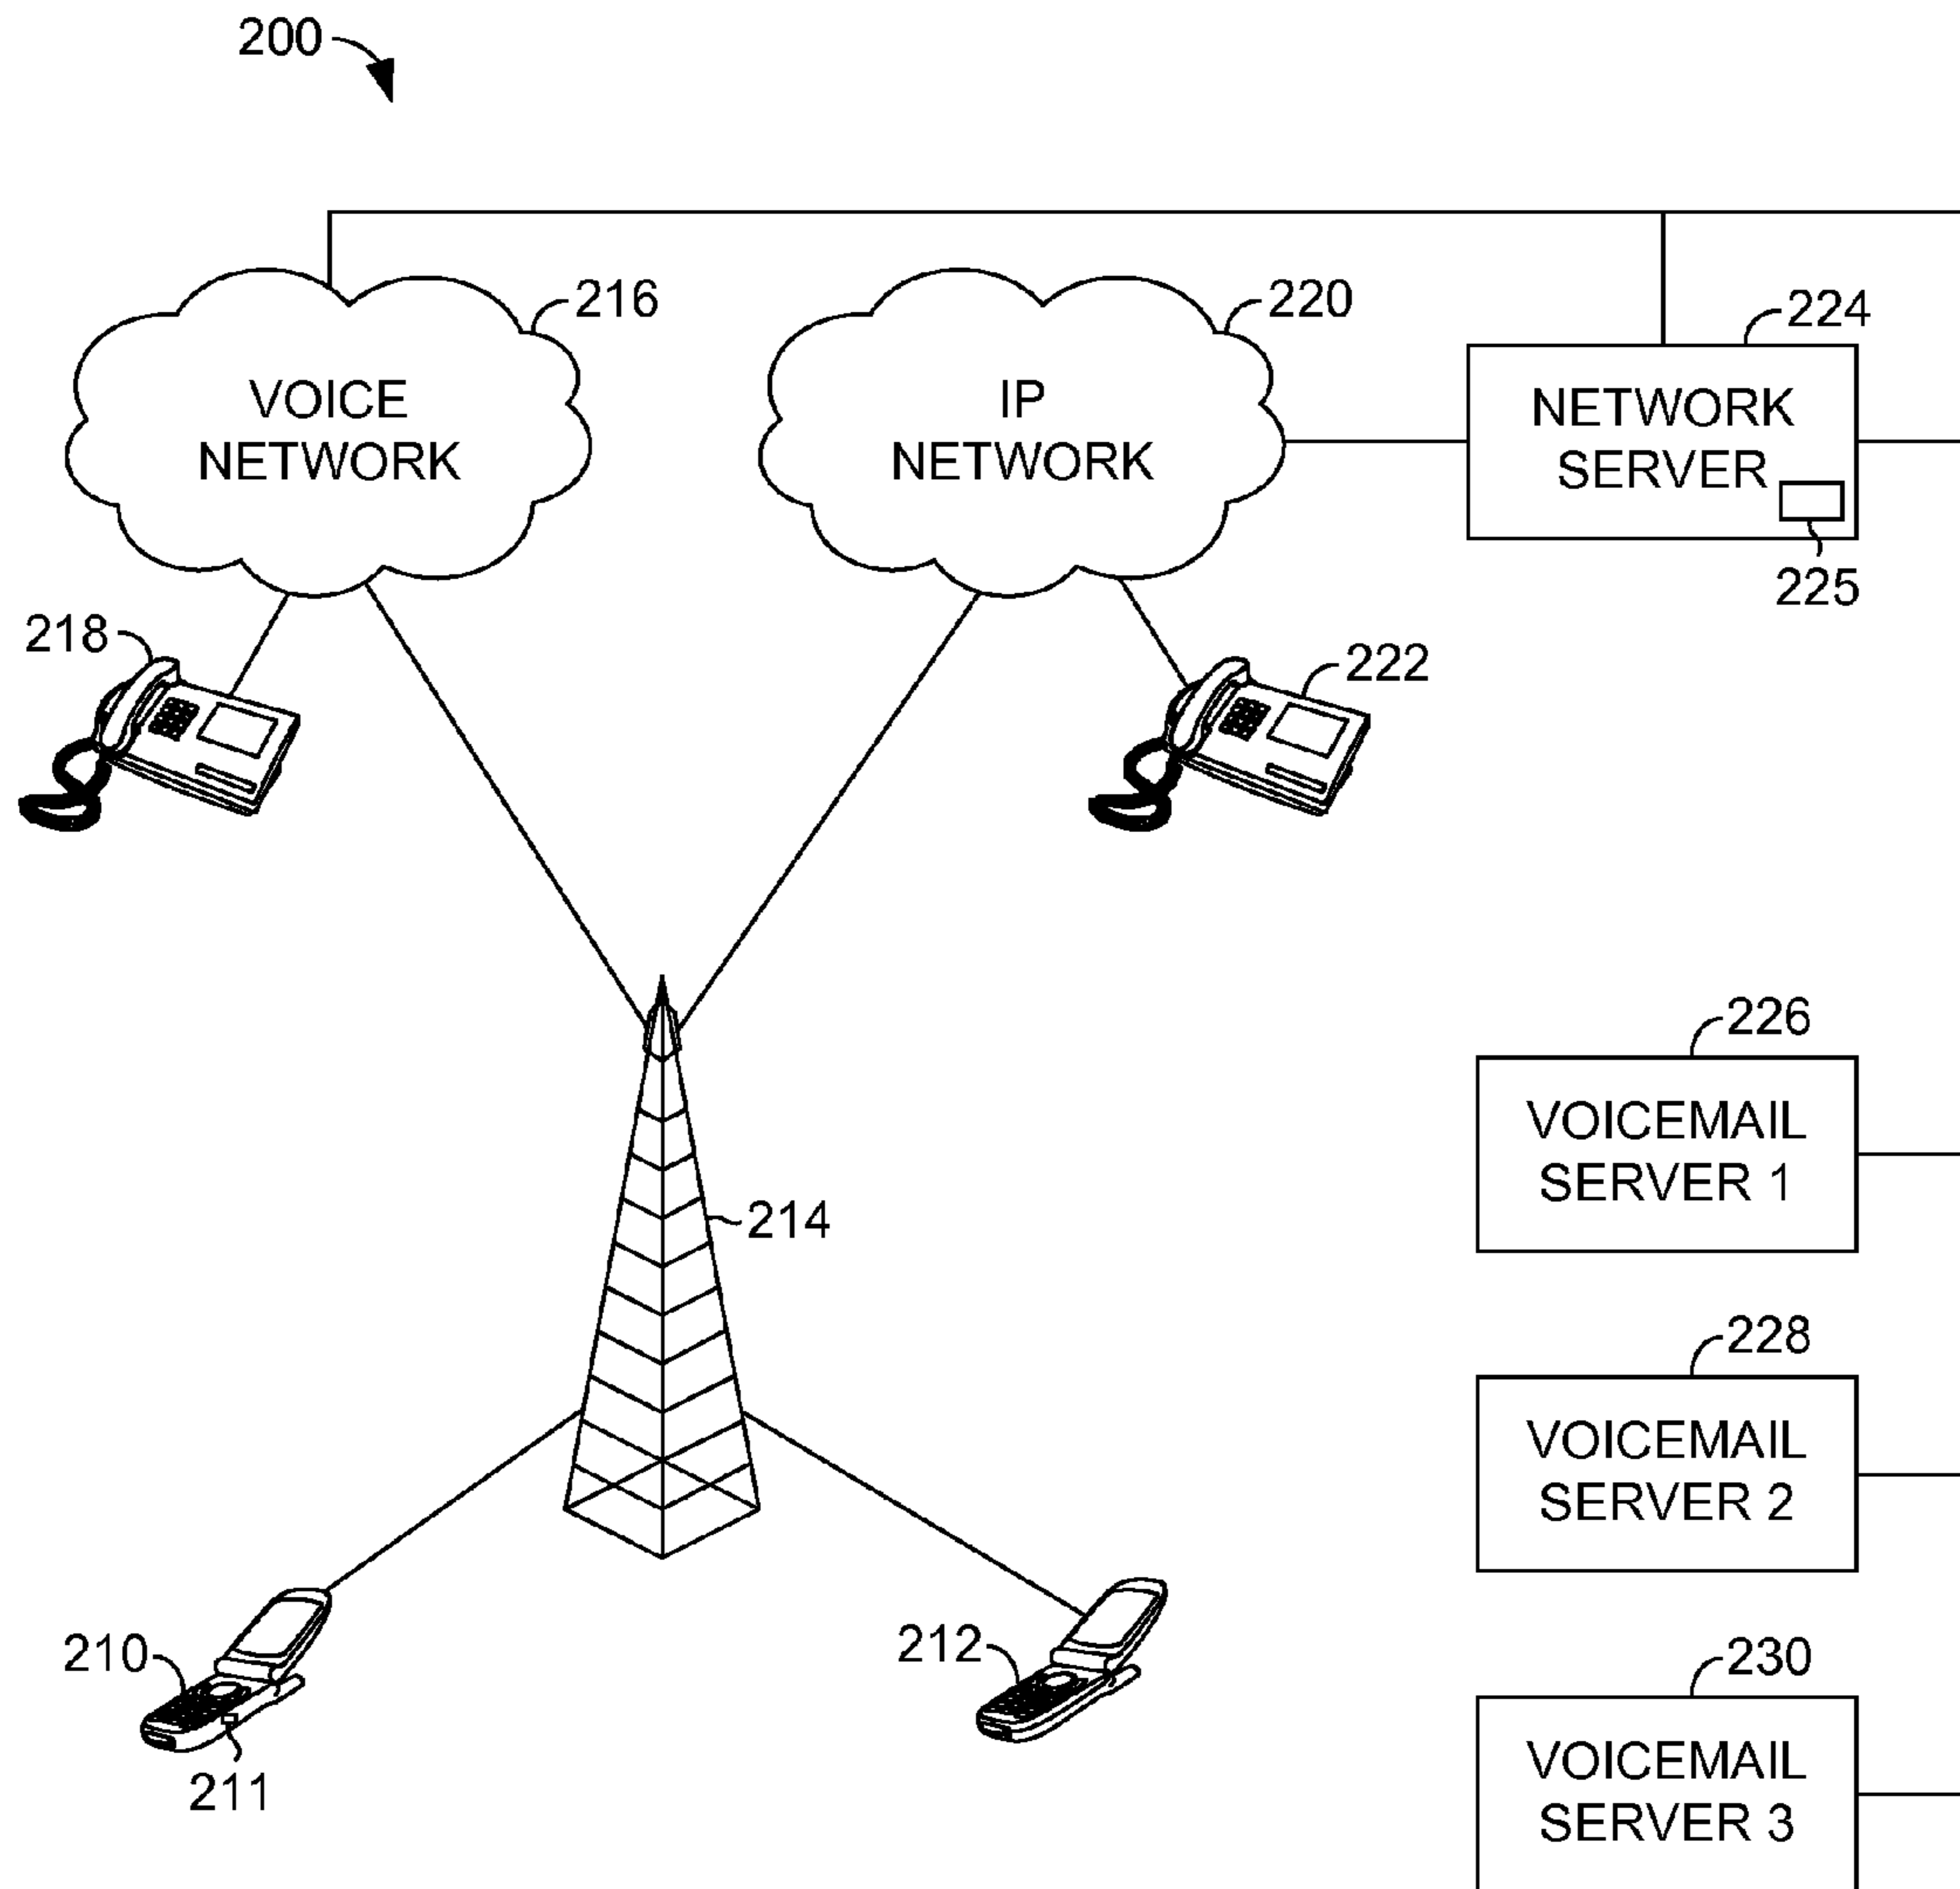 200
216
220
224
VOICE
NETWORK
IP
NETWORK
NETWORK
SERVER
225
218
222
226
VOICEMAIL
SERVER 1
214
228
VOICEMAIL
SERVER 2
210
212
230
211
VOICEMAIL
SERVER 3